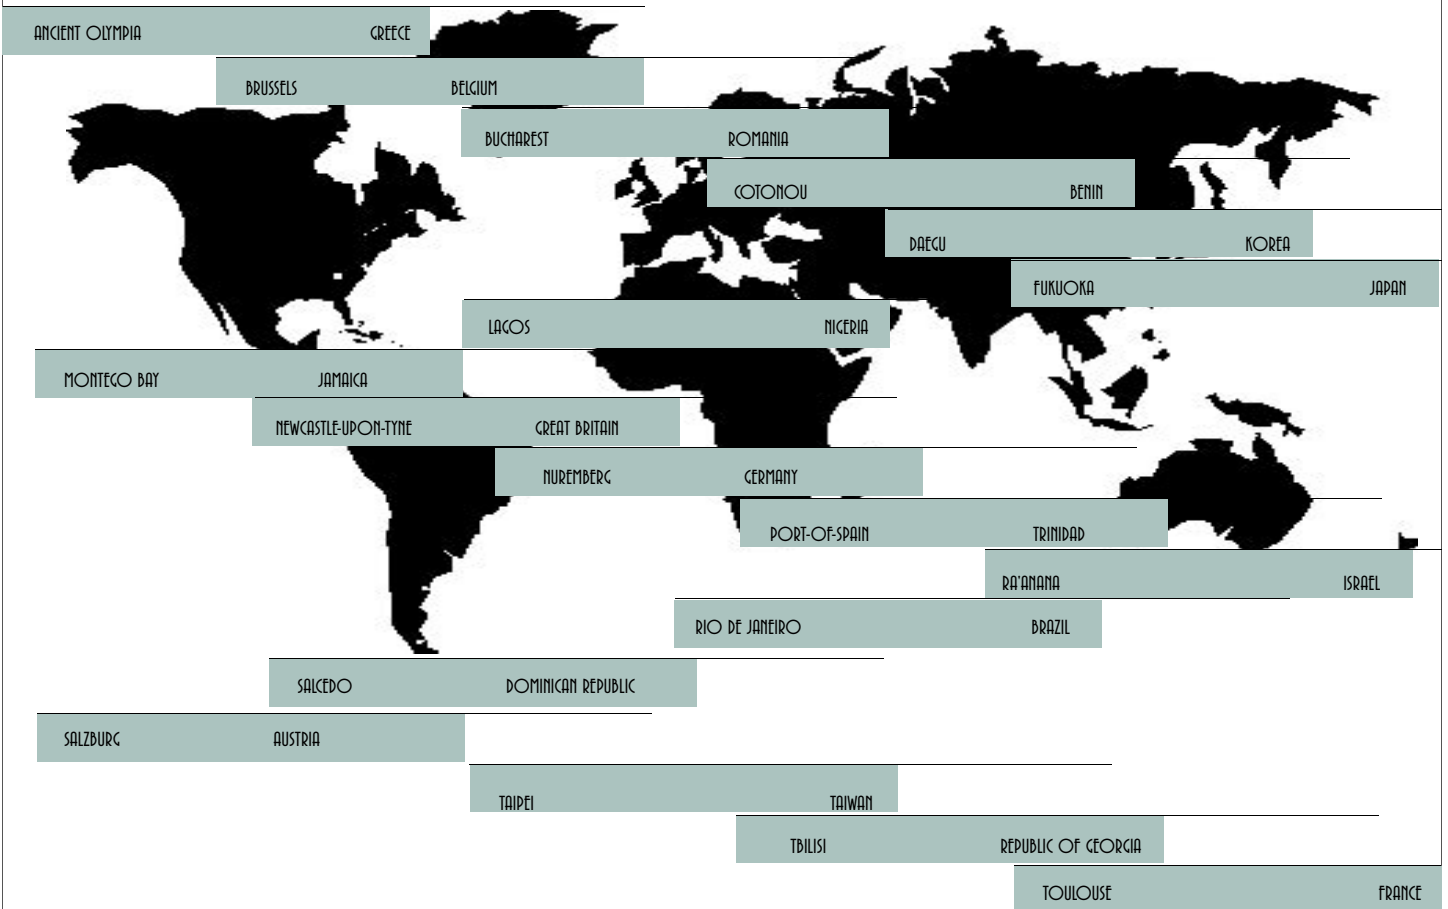 ANCIENT OLYMPIA GREECE
BRUSSELS BELGIUM
BUCHAREST ROMANIA
COTONOU BENIN
DAEGU KOREA
FUKUOKA JAPAN
LAGOS NIGERIA
MONTEGO BAY JAMAICA
NEWCASTLE-UPON-TYNE GREAT BRITAIN
NUREMBERG GERMANY
PORT-OF-SPAIN TRINIDAD
RA'ANANA ISRAEL
RIO DE JANEIRO BRAZIL
SALCEDO DOMINICAN REPUBLIC
SALZBURG AUSTRIA
TAIPEI TAIWAN
TBILISI REPUBLIC OF GEORGIA
TOULOUSE FRANCE